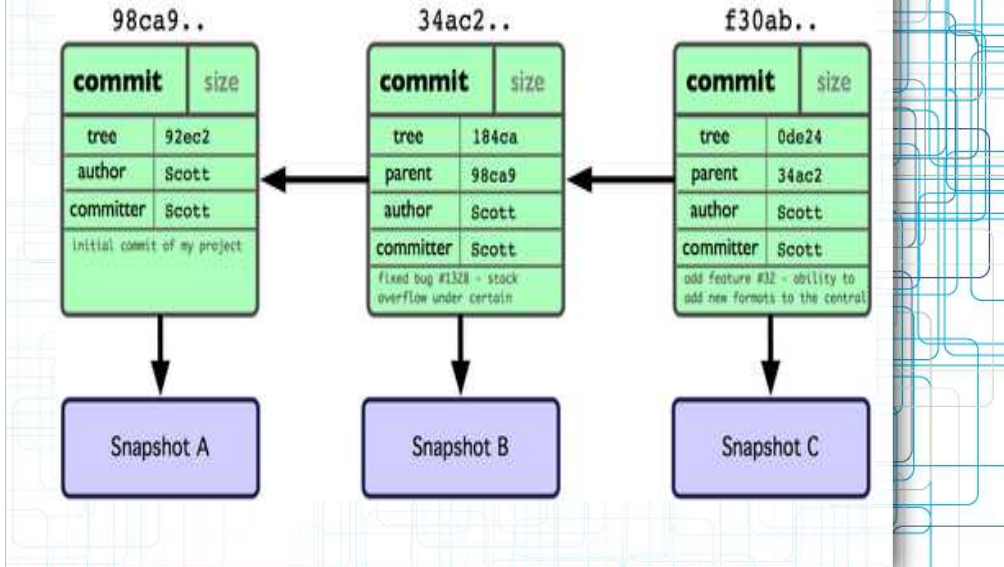 98ca9..
34ac2..
f30ab..
commit size
tree 92ec2
author Scott
committer Scott
initial commit of my project
commit size
tree 184ca
parent 98ca9
author Scott
committer Scott
fixed bug #1328 - stack
overflow under certain
commit size
tree 0de24
parent 34ac2
author Scott
committer Scott
add feature #32 - ability to
add new formats to the central
Snapshot A
Snapshot B
Snapshot C